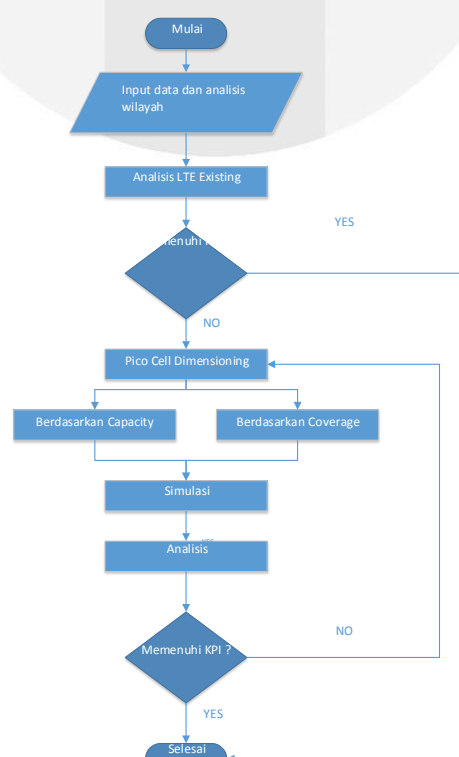 Mulai
Input data dan analisis
wilayah
Analisis LTE Existing
YES
NO
Pico Cell Dimensioning
Berdasarkan Capacity
Berdasarkan Coverage
Simulasi
Analisis
NO
Memenuhi KPI ?
YES
Selesai